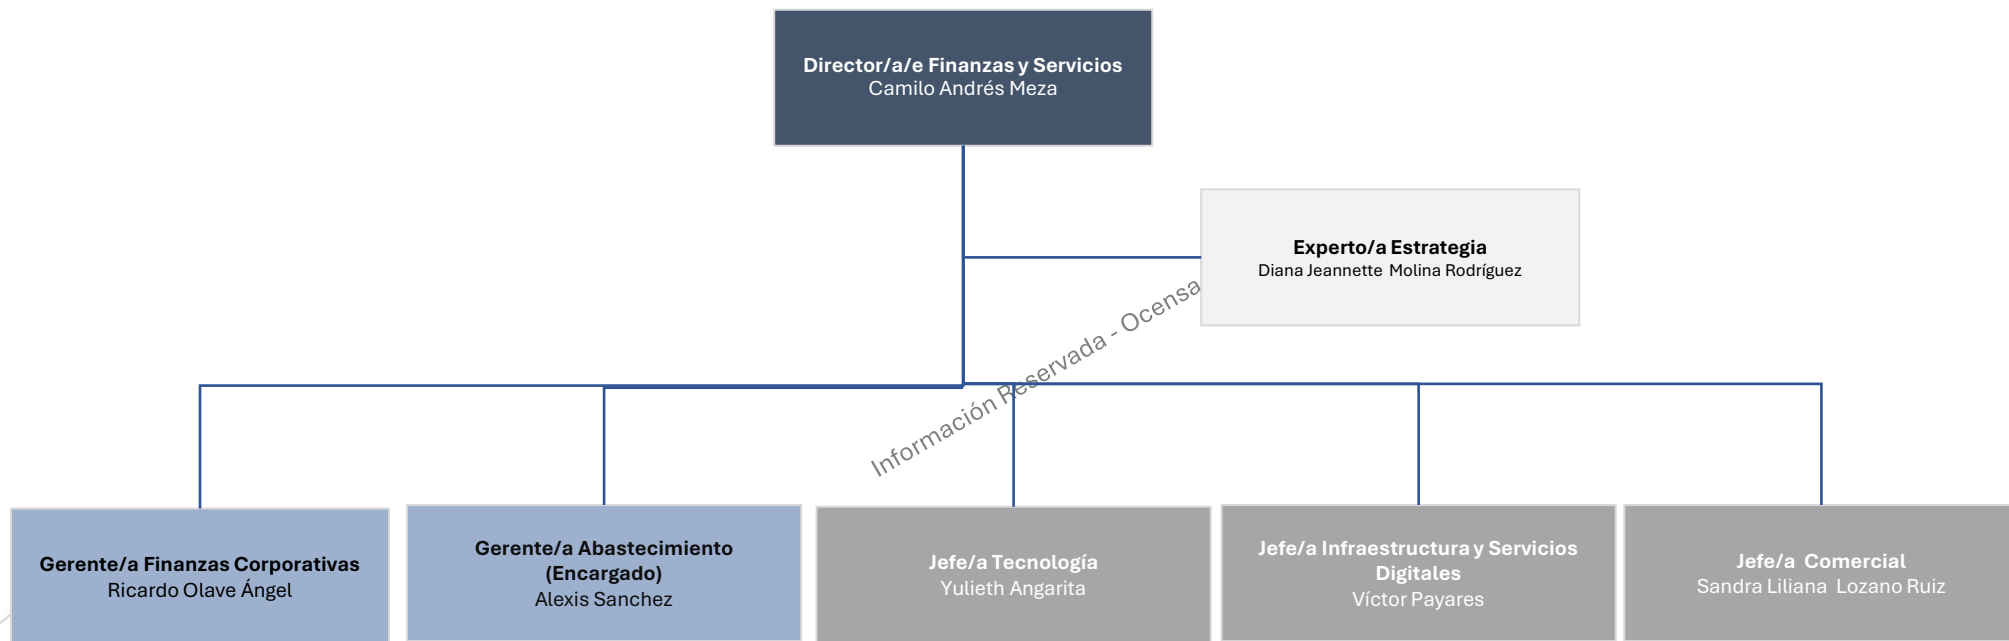 Director/a/e Finanzas y Servicios
Camilo Andrés Meza
Experto/a Estrategia
Diana Jeannette Molina Rodríguez
Información Reservada - Ocensa
Gerente/a Finanzas Corporativas
Ricardo Olave Ángel
Gerente/a Abastecimiento
(Encargado)
Alexis Sanchez
Jefe/a Tecnología
Yulieth Angarita
Jefe/a Infraestructura y Servicios
Digitales
Víctor Payares
Jefe/a Comercial
Sandra Liliana Lozano Ruiz